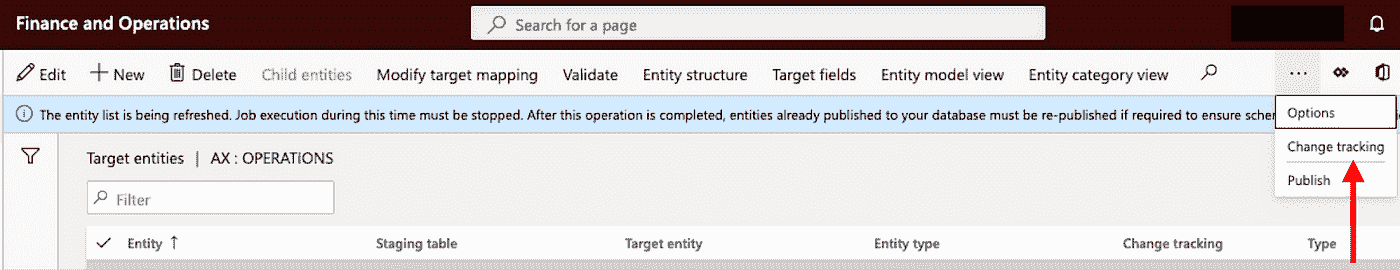 Finance and Operations
Search for a page
Edit New Delete Child entities Modify target mapping Validate Entity structure Target fields Entity model view Entity category view ...
The entity list is being refreshed. Job execution during this time must be stopped. After this operation is completed, entities already published to your database must be re-published if required to ensure
Options
Change tracking
Publish
Target entities | AX : OPERATIONS
Filter
Entity ↑ Staging table Target entity Entity type Change tracking Type